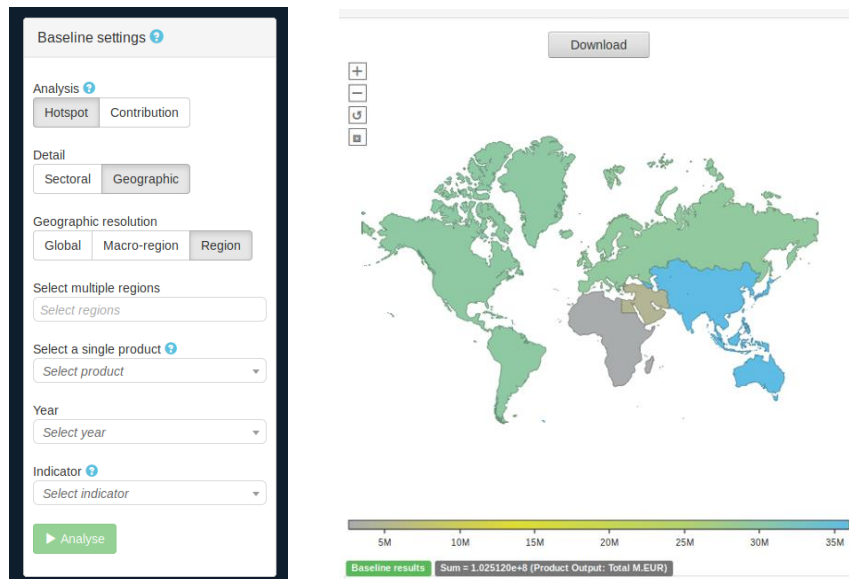 Baseline settings ?
Analysis ?
Hotspot Contribution
Detail
Sectoral Geographic
Geographic resolution
Global Macro-region Region
Select multiple regions
Select regions
Select a single product ?
Select product
Year
Select year
Indicator ?
Select indicator
Analyse
Download
5M 10M 15M 20M 25M 30M 35M
Baseline results Sum = 1.025120e+8 (Product Output: Total M.EUR)